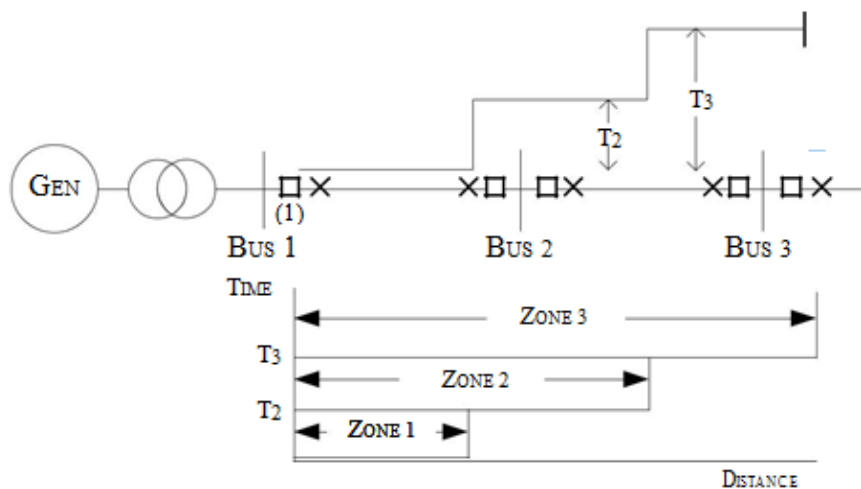 T3
T2
GEN
(1)
BUS 1
BUS 2
BUS 3
TIME
ZONE 3
T3
ZONE 2
T2
ZONE 1
DISTANCE